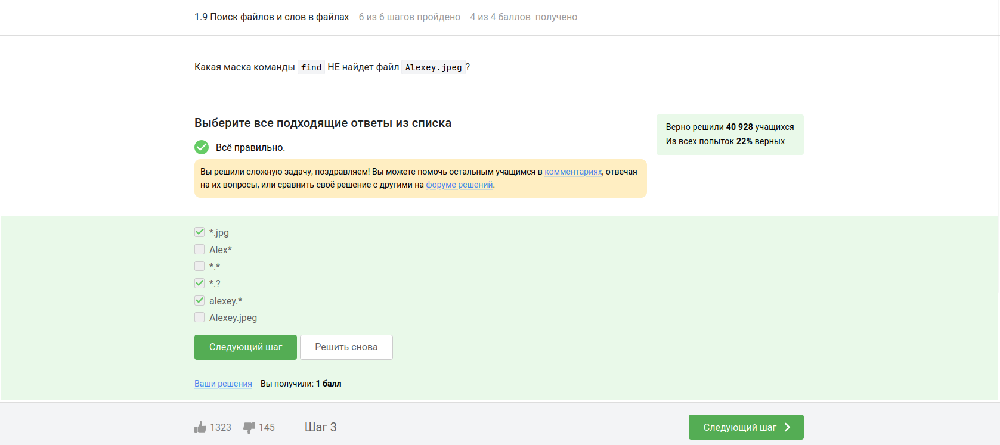 1.9 Поиск файлов и слов в файлах 6 из 6 шагов пройдено 4 из 4 баллов получено
Какая маска команды find НЕ найдет файл Alexey.jpeg?
Выберите все подходящие ответы из списка
Верно решили 40 928 учащихся
Из всех попыток 22% верных
Всё правильно.
Вы решили сложную задачу, поздравляем! Вы можете помочь остальным учащимся в комментариях, отвечая
на их вопросы, или сравнить своё решение с другими на форуме решений.
*.jpg
Alex*
*.*
*.?
alexey.*
Alexey.jpeg
Следующий шаг Решить снова
Ваши решения Вы получили: 1 балл
1323 145 Шаг 3 Следующий шаг